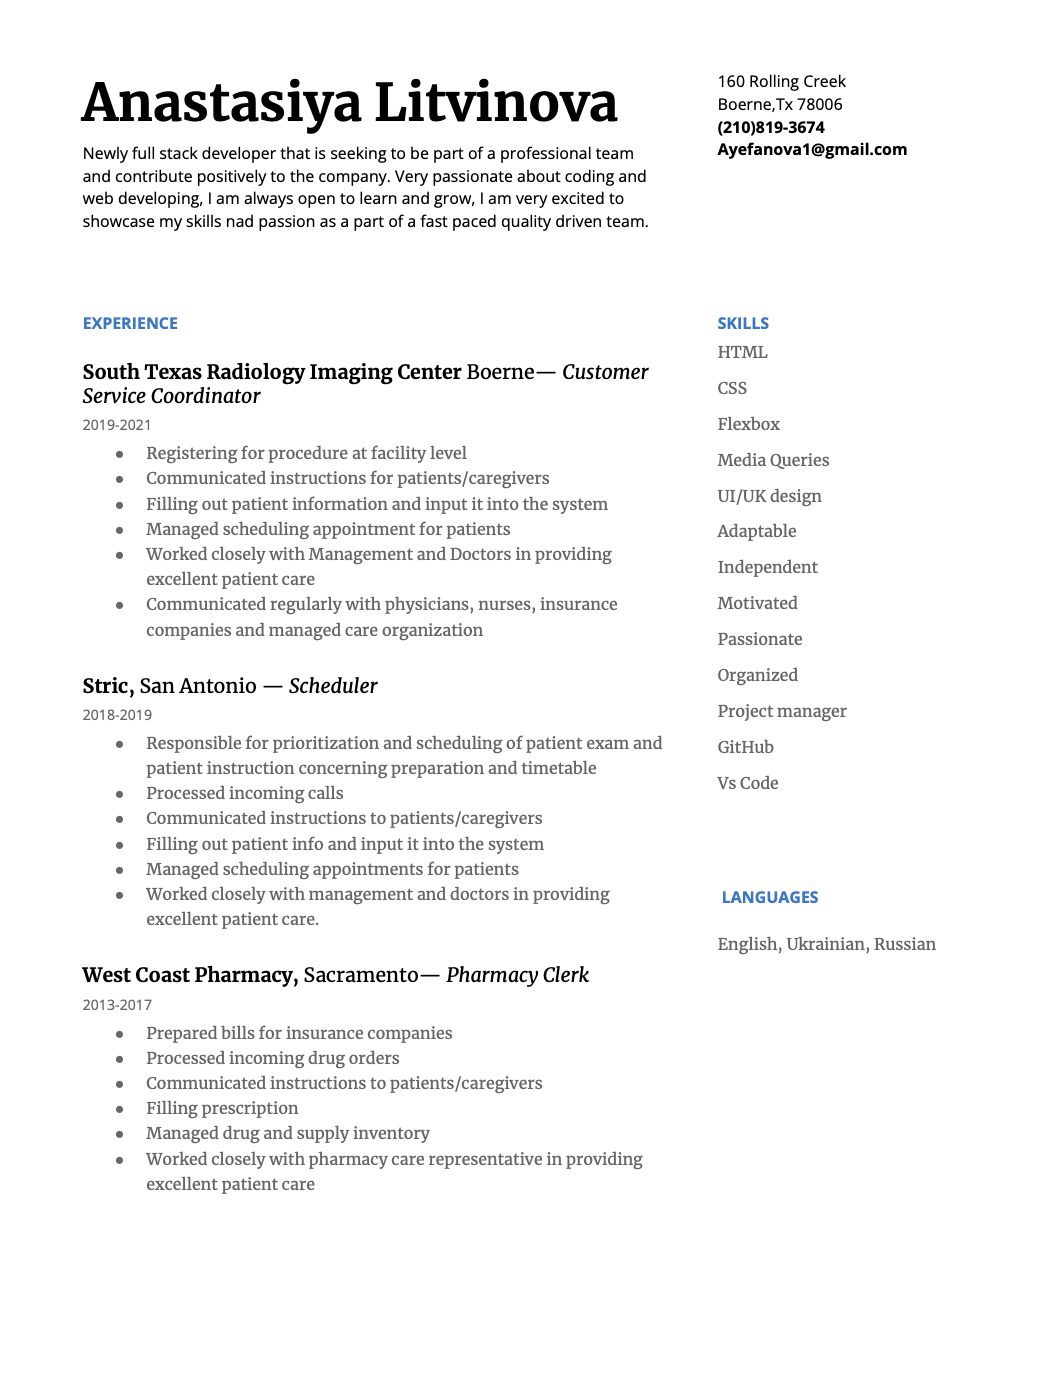 Anastasiya Litvinova
Newly full stack developer that is seeking to be part of a professional team
and contribute positively to the company. Very passionate about coding and
web developing, I am always open to learn and grow, I am very excited to
showcase my skills nad passion as a part of a fast paced quality driven team.
160 Rolling Creek
Boerne,Tx 78006
(210)819-3674
Ayefanova1@gmail.com
EXPERIENCE
South Texas Radiology Imaging Center Boerne— Customer
Service Coordinator
2019-2021
● Registering for procedure at facility level
● Communicated instructions for patients/caregivers
● Filling out patient information and input it into the system
● Managed scheduling appointment for patients
● Worked closely with Management and Doctors in providing
excellent patient care
● Communicated regularly with physicians, nurses, insurance
companies and managed care organization
Stric, San Antonio — Scheduler
2018-2019
● Responsible for prioritization and scheduling of patient exam and
patient instruction concerning preparation and timetable
● Processed incoming calls
● Communicated instructions to patients/caregivers
● Filling out patient info and input it into the system
● Managed scheduling appointments for patients
● Worked closely with management and doctors in providing
excellent patient care.
West Coast Pharmacy, Sacramento— Pharmacy Clerk
2013-2017
● Prepared bills for insurance companies
● Processed incoming drug orders
● Communicated instructions to patients/caregivers
● Filling prescription
● Managed drug and supply inventory
● Worked closely with pharmacy care representative in providing
excellent patient care
SKILLS
HTML
CSS
Flexbox
Media Queries
UI/UK design
Adaptable
Independent
Motivated
Passionate
Organized
Project manager
GitHub
Vs Code
LANGUAGES
English, Ukrainian, Russian